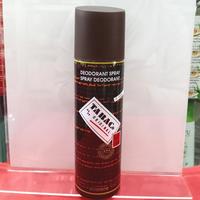 DEODORANT SPRAY
SPRAY DEODORANT
TABAC
ORIGINAL